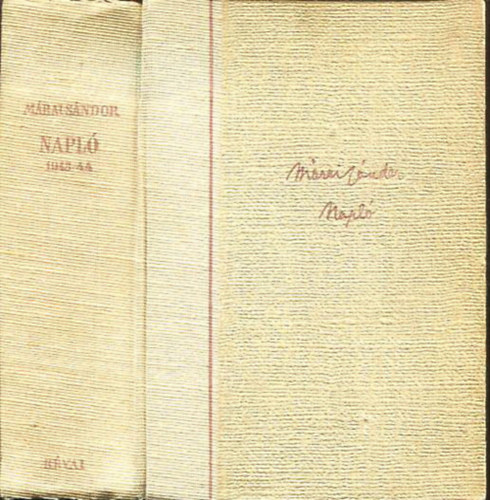 MÁRAI SÁNDOR
NAPLÓ
1943-44
RÉVAI
Márai Sándor
Napló